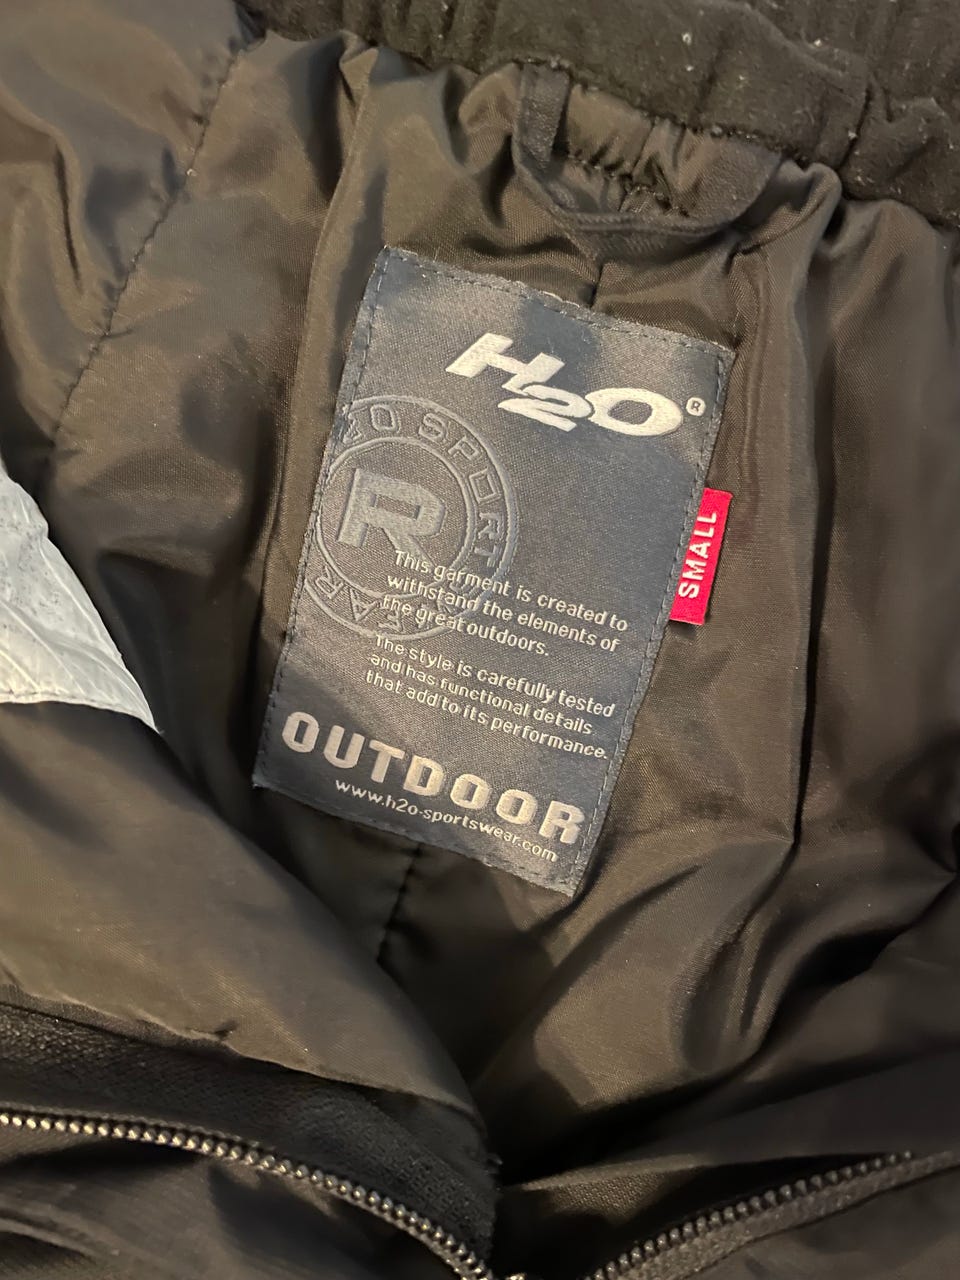 H2O®
H2O SPORT
R
SMALL
This garment is created to
withstand the elements of
the great outdoors.
The style is carefully tested
and has functional details
that add to its performance.
OUTDOOR
www.h2o-sportswear.com